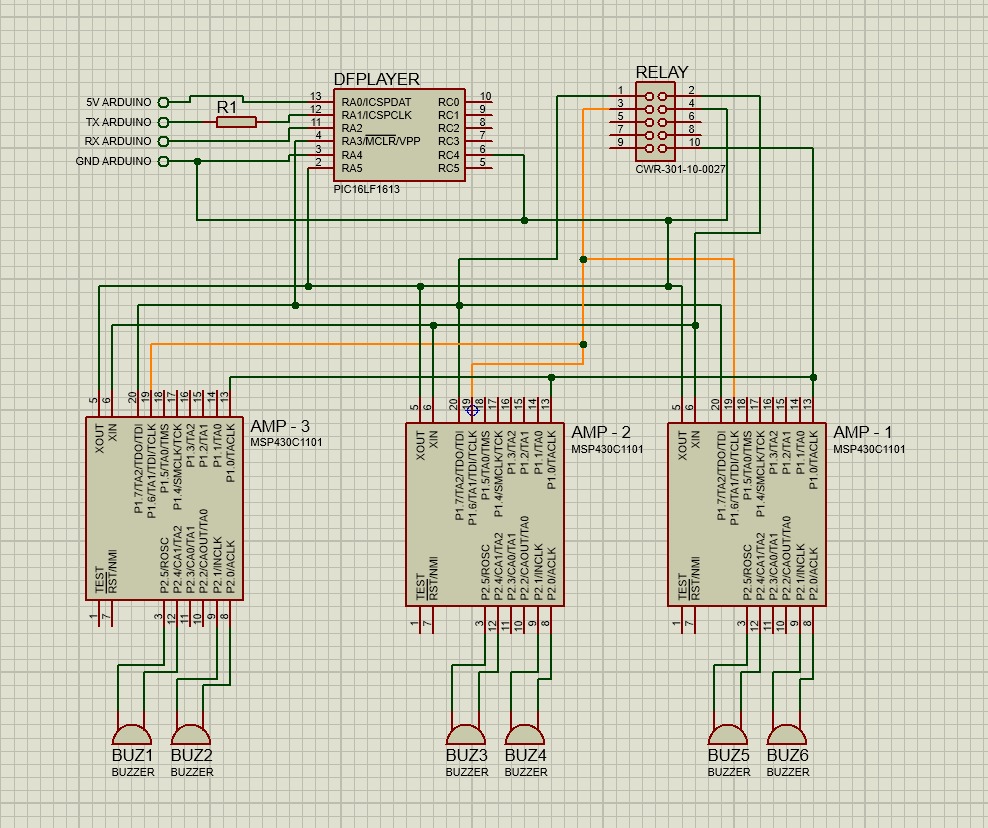 DFPLAYER
5V ARDUINO
TX ARDUINO
RX ARDUINO
GND ARDUINO
R1
13 RA0/ICSPDAT RC0 10
12 RA1/ICSPCLK RC1 9
11 RA2 RC2 8
4 RA3/MCLR/VPP RC3 7
3 RA4 RC4 6
2 RA5 RC5 5
PIC16LF1613
RELAY
1 2
3 4
5 6
7 8
9 10
CWR-301-10-0027
5 6 20 19 18 17 16 15 14 13
XOUT
XIN
P1.7/TA2/TDO/TDI
P1.6/TA1/TDI/TCLK
P1.5/TA0/TMS
P1.4/SMCLK/TCK
P1.3/TA2
P1.2/TA1
P1.1/TA0
P1.0/TACLK
AMP - 3
MSP430C1101
TEST
RST/NMI
P2.5/ROSC
P2.4/CA1/TA2
P2.3/CA0/TA1
P2.2/CAOUT/TA0
P2.1/INCLK
P2.0/ACLK
1 7 3 12 11 10 9 8
5 6 20 19 18 17 16 15 14 13
XOUT
XIN
P1.7/TA2/TDO/TDI
P1.6/TA1/TDI/TCLK
P1.5/TA0/TMS
P1.4/SMCLK/TCK
P1.3/TA2
P1.2/TA1
P1.1/TA0
P1.0/TACLK
AMP - 2
MSP430C1101
TEST
RST/NMI
P2.5/ROSC
P2.4/CA1/TA2
P2.3/CA0/TA1
P2.2/CAOUT/TA0
P2.1/INCLK
P2.0/ACLK
1 7 3 12 11 10 9 8
5 6 20 19 18 17 16 15 14 13
XOUT
XIN
P1.7/TA2/TDO/TDI
P1.6/TA1/TDI/TCLK
P1.5/TA0/TMS
P1.4/SMCLK/TCK
P1.3/TA2
P1.2/TA1
P1.1/TA0
P1.0/TACLK
AMP - 1
MSP430C1101
TEST
RST/NMI
P2.5/ROSC
P2.4/CA1/TA2
P2.3/CA0/TA1
P2.2/CAOUT/TA0
P2.1/INCLK
P2.0/ACLK
1 7 3 12 11 10 9 8
BUZ1
BUZZER
BUZ2
BUZZER
BUZ3
BUZZER
BUZ4
BUZZER
BUZ5
BUZZER
BUZ6
BUZZER